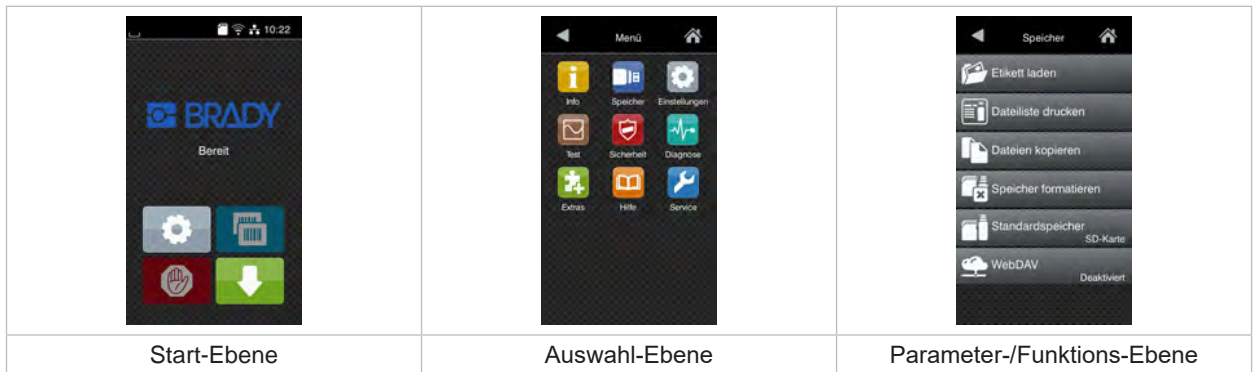 10:22
BRADY
Bereit
Start-Ebene
Menü
Info Speicher Einstellungen
Test Sicherheit Diagnose
Extras Hilfe Service
Auswahl-Ebene
Speicher
Etikett laden
Dateiliste drucken
Dateien kopieren
Speicher formatieren
Standardspeicher
SD-Karte
WebDAV
Deaktiviert
Parameter-/Funktions-Ebene